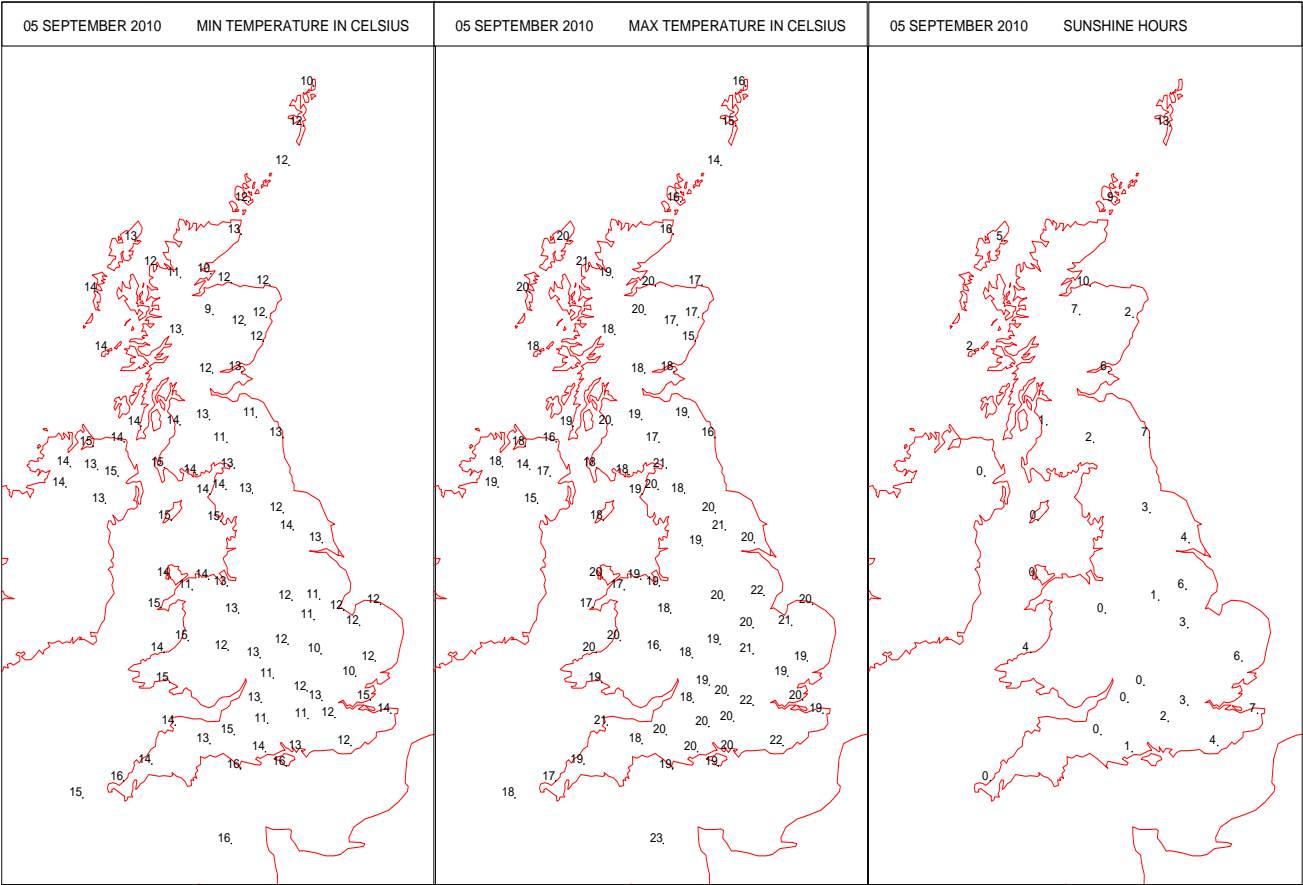 05 SEPTEMBER 2010 MIN TEMPERATURE IN CELSIUS
10
12
12
12
13
13
12
11 10 12 12
14
9 12
12
13 12
14
12 13
14 14 13 11
15 14 11 13
14 13 15 15 14 13
14 14 14 13
13 12
15 15 14
13
14 14
11 13
15 13 12 11 12 12
11 12
15 12
14 12 13 10 12
15 11 10
12 13 15
13 14
14 11 11 12
15 13 14 13 12
14 16 16
16
15
16
05 SEPTEMBER 2010 MAX TEMPERATURE IN CELSIUS
16
15
14
16
16
20
21 19 20 17
20
20 17 17
18 15
18
18 18
19 20 19 19
18 16 17 16
18 14 17 18 18 21
19 19 20 18
15 20
18 21
19 20
20 19
17 19
17 18 20 22 20
20 21
20 20 16 18 19 21 19
19 19 19
18 20 22 20 19
21 20 20
18 20 20 20 22
19 19 19
17
18
23
05 SEPTEMBER 2010 SUNSHINE HOURS
13
9
5
10
7 2
2
6
1 2 7
0
0 3
4
0
6
0 1
3
4 6
0
0 3 7
2
0 1 4
0